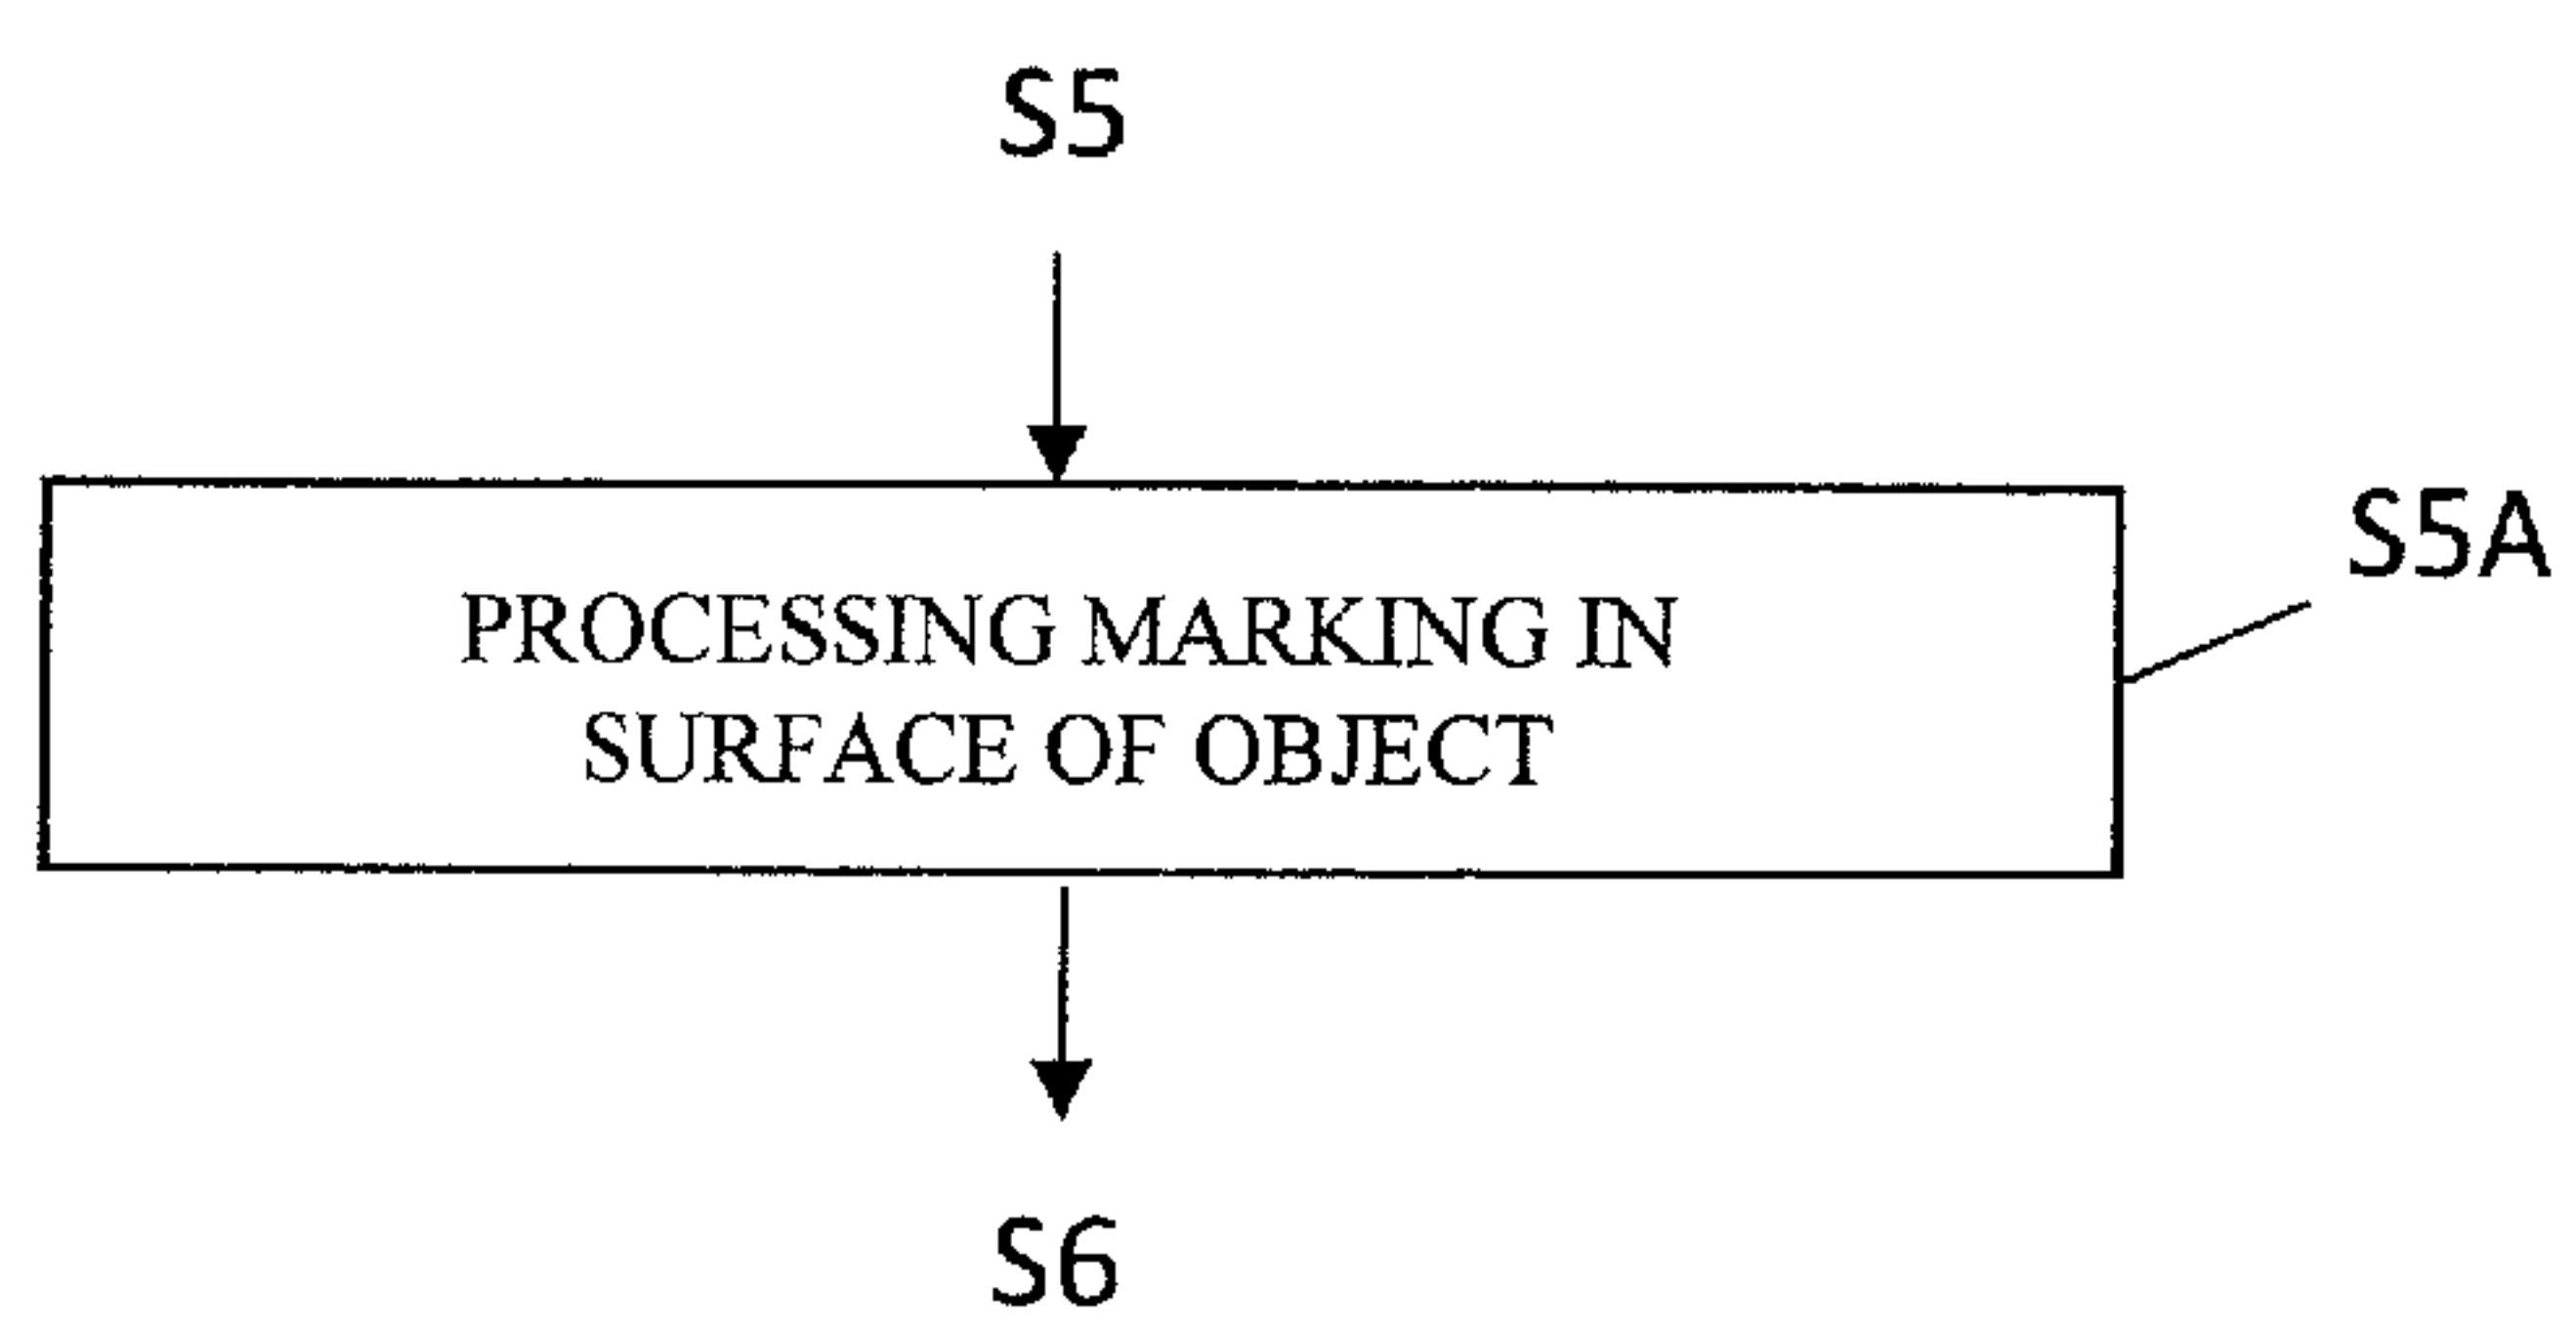 S5
S5A
PROCESSING MARKING IN
SURFACE OF OBJECT
S6